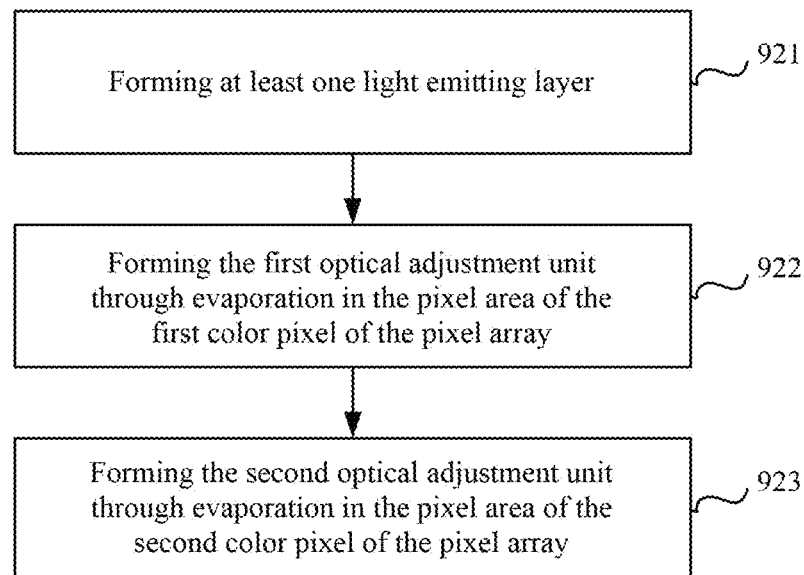 Forming at least one light emitting layer
921
Forming the first optical adjustment unit
through evaporation in the pixel area of the
first color pixel of the pixel array
922
Forming the second optical adjustment unit
through evaporation in the pixel area of the
second color pixel of the pixel array
923